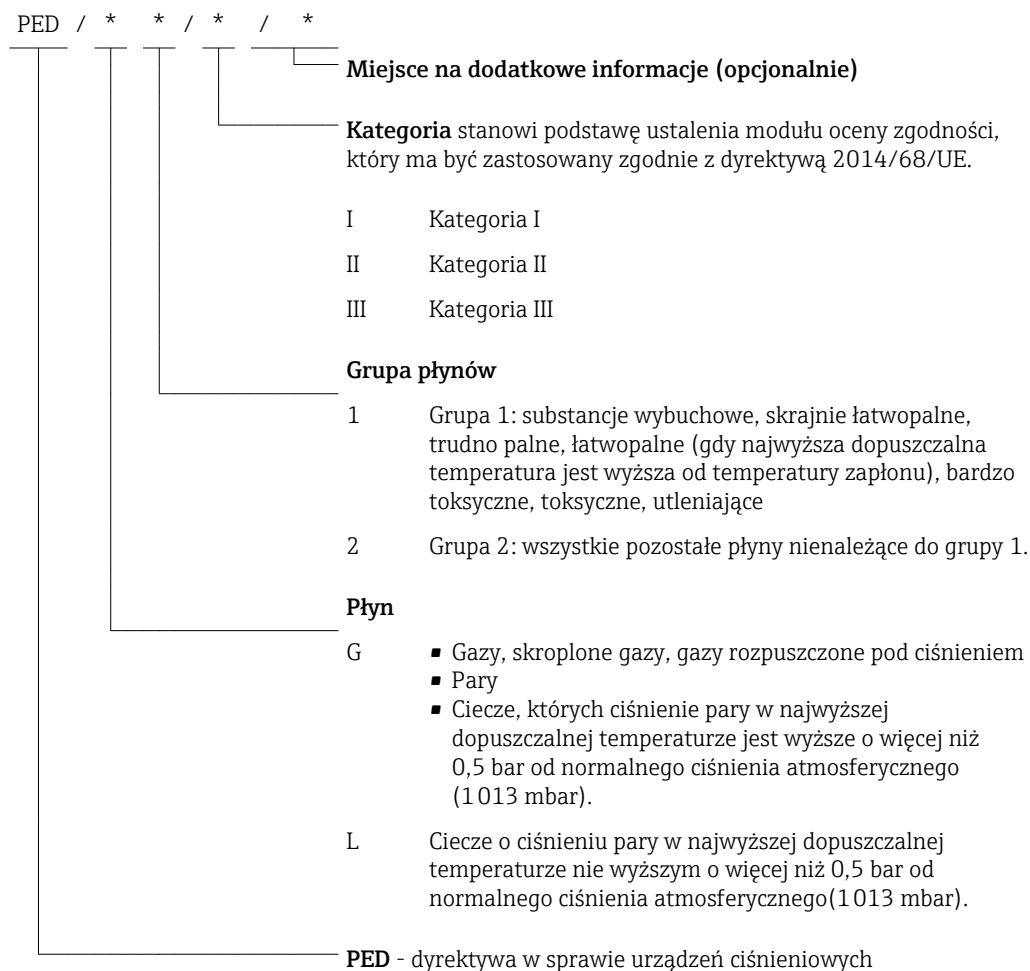 PED / * * / * / *
Miejsce na dodatkowe informacje (opcjonalnie)
Kategoria stanowi podstawę ustalenia modułu oceny zgodności,
który ma być zastosowany zgodnie z dyrektywą 2014/68/UE.
I Kategoria I
II Kategoria II
III Kategoria III
Grupa płynów
1 Grupa 1: substancje wybuchowe, skrajnie łatwopalne,
trudno palne, łatwopalne (gdy najwyższa dopuszczalna
temperatura jest wyższa od temperatury zapłonu), bardzo
toksyczne, toksyczne, utleniające
2 Grupa 2: wszystkie pozostałe płyny nienależące do grupy 1.
Płyn
G ▪ Gazy, skroplone gazy, gazy rozpuszczone pod ciśnieniem
▪ Pary
▪ Ciecze, których ciśnienie pary w najwyższej
dopuszczalnej temperaturze jest wyższe o więcej niż
0,5 bar od normalnego ciśnienia atmosferycznego
(1 013 mbar).
L Ciecze o ciśnieniu pary w najwyższej dopuszczalnej
temperaturze nie wyższym o więcej niż 0,5 bar od
normalnego ciśnienia atmosferycznego(1 013 mbar).
PED - dyrektywa w sprawie urządzeń ciśnieniowych